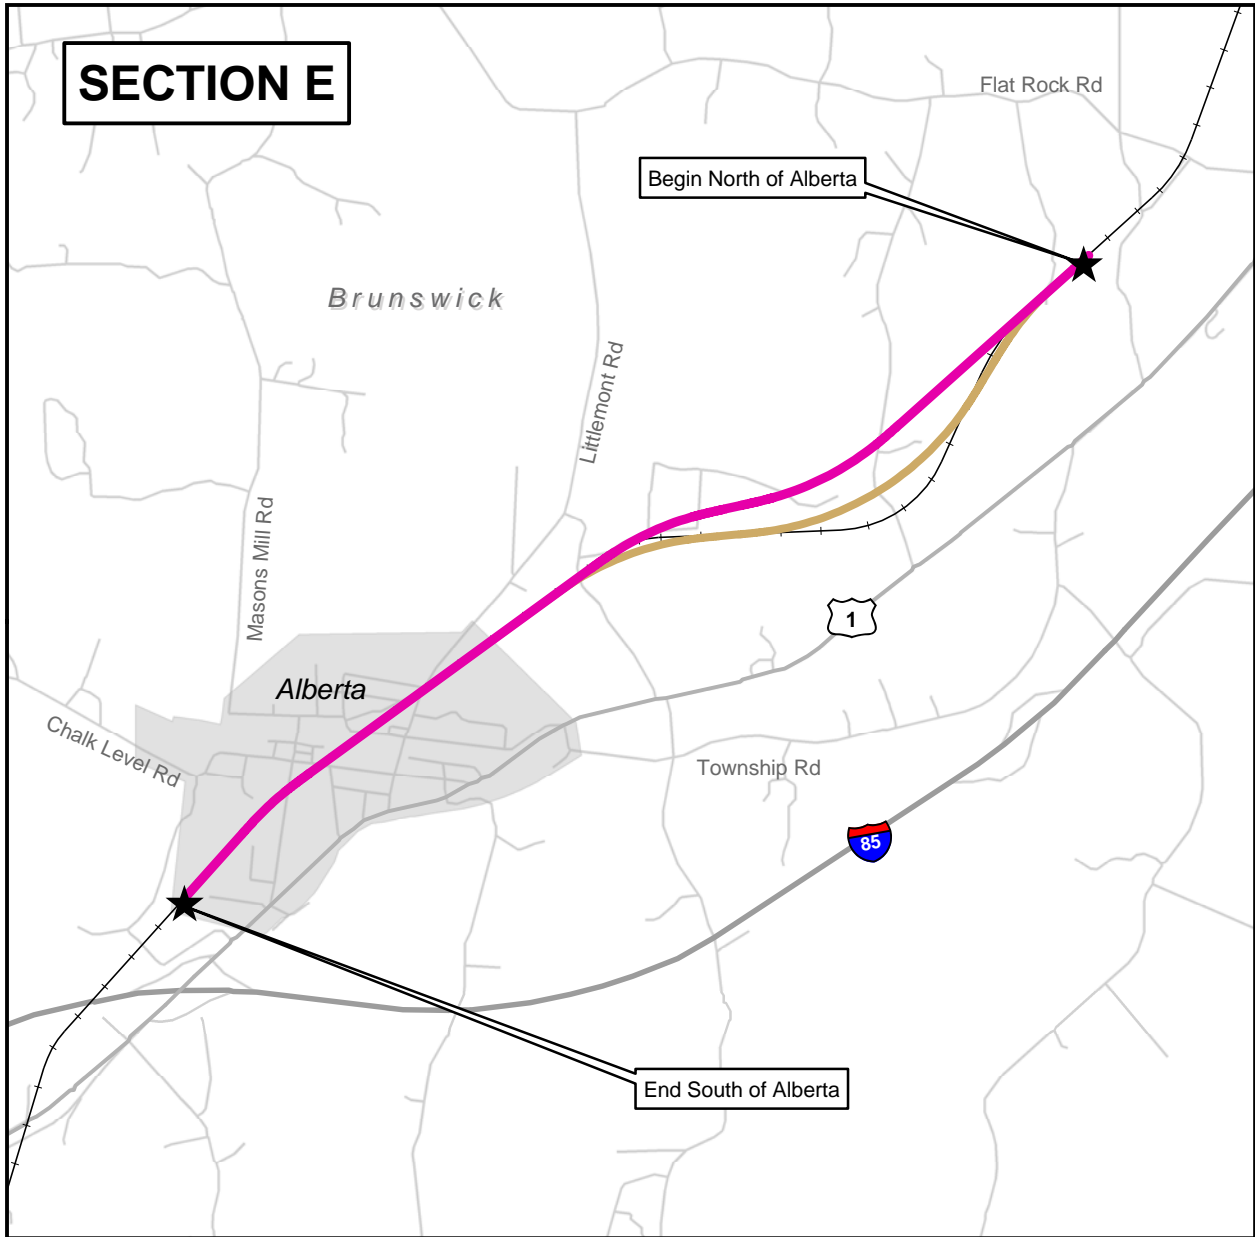 SECTION E
Flat Rock Rd
Begin North of Alberta
Brunswick
Littlemont Rd
Masons Mill Rd
1
Alberta
Chalk Level Rd
Township Rd
85
End South of Alberta